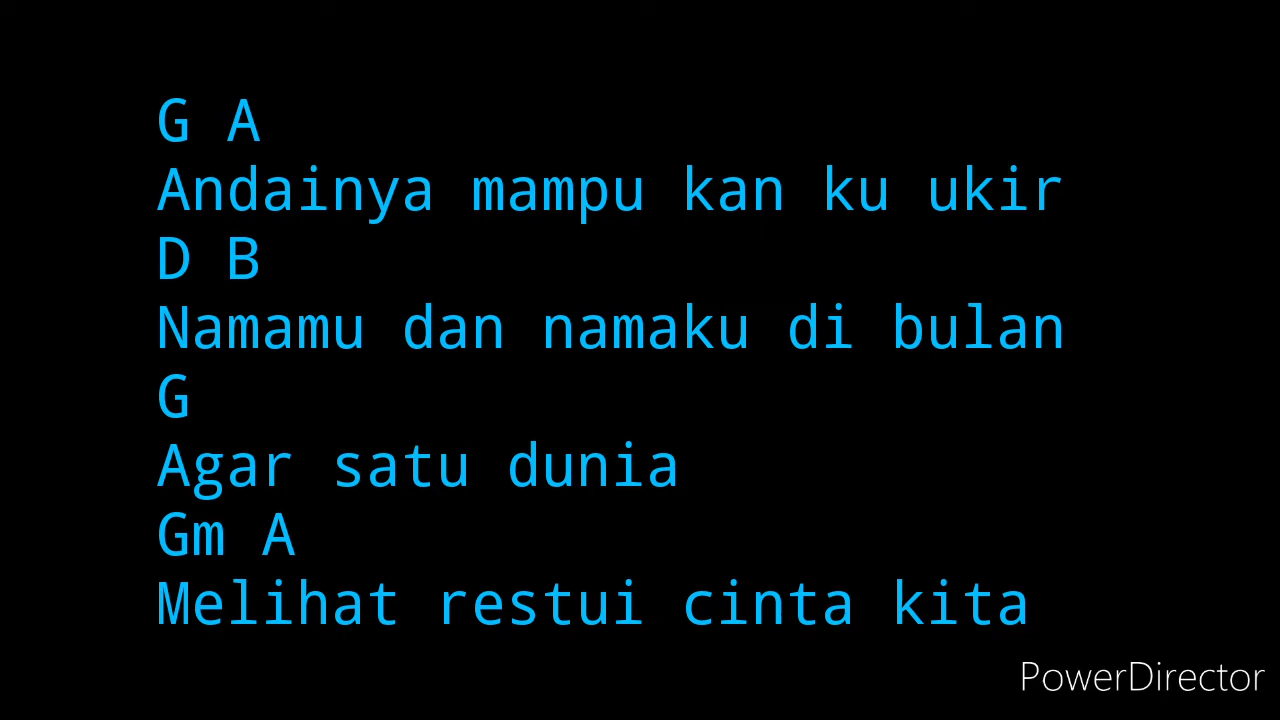 G A
Andainya mampu kan ku ukir
D B
Namamu dan namaku di bulan
G
Agar satu dunia
Gm A
Melihat restui cinta kita
PowerDirector